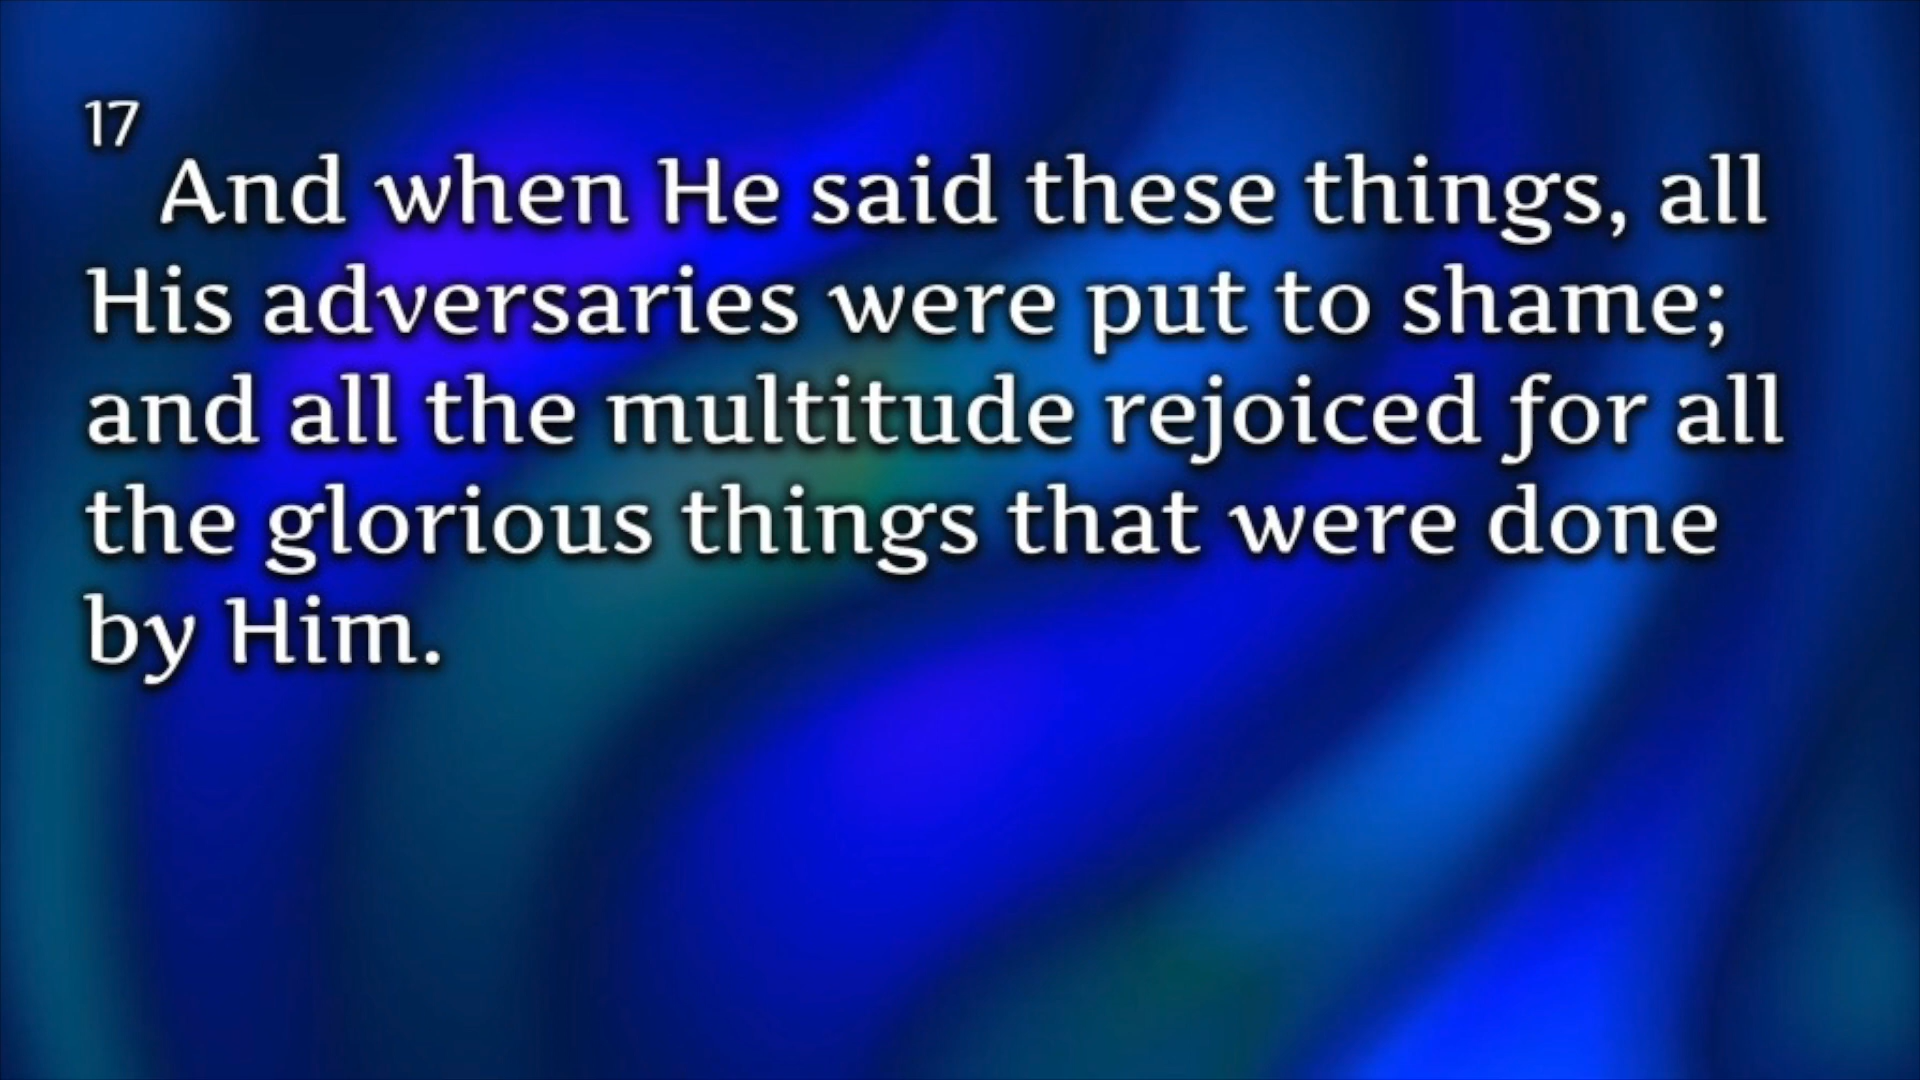 17
And when He said these things, all
His adversaries were put to shame;
and all the multitude rejoiced for all
the glorious things that were done
by Him.